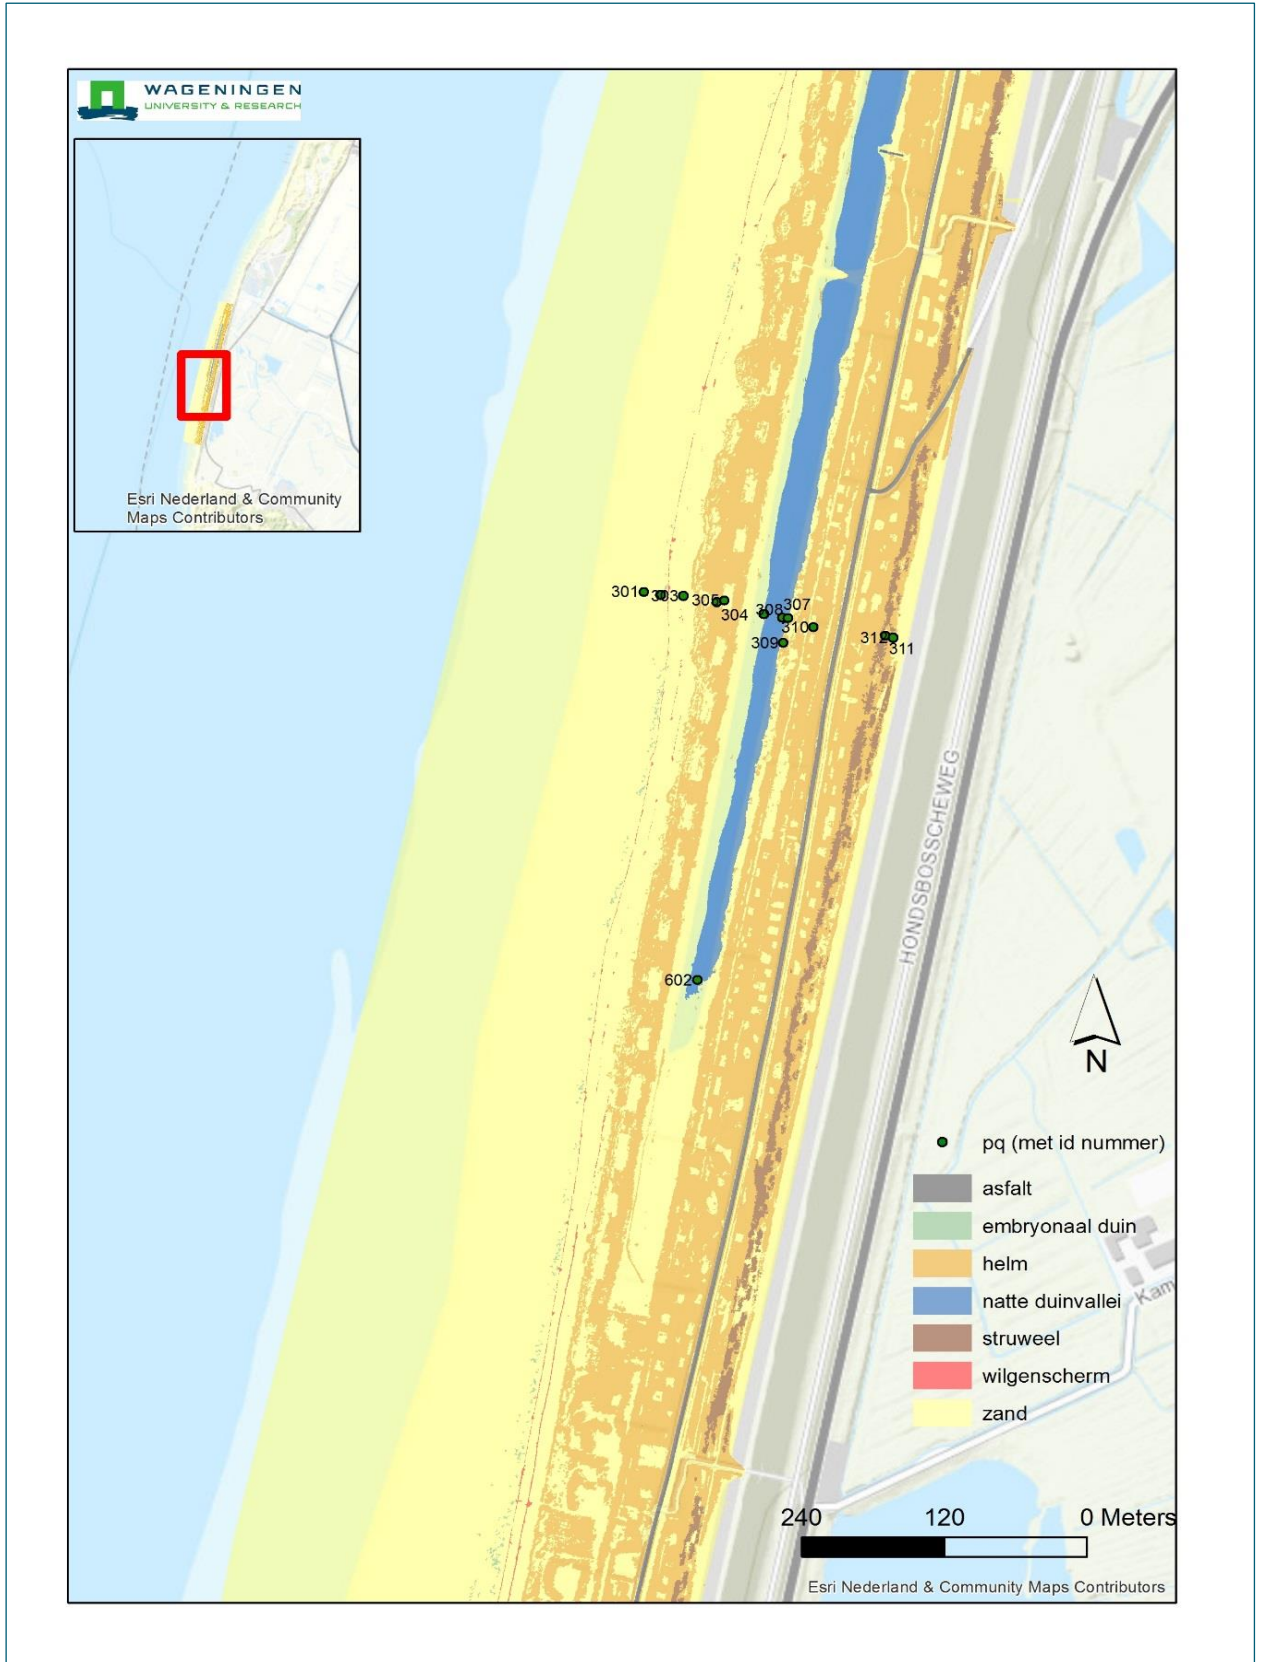 WAGENINGEN
UNIVERSITY & RESEARCH
Esri Nederland & Community
Maps Contributors
301
303
305
304
308
307
310
309
312
311
602
HONDSBOSSCHEWEG
N
pq (met id nummer)
asfalt
embryonaal duin
helm
natte duinvallei
struweel
wilgenscherm
zand
Kam
240 120 0 Meters
Esri Nederland & Community Maps Contributors